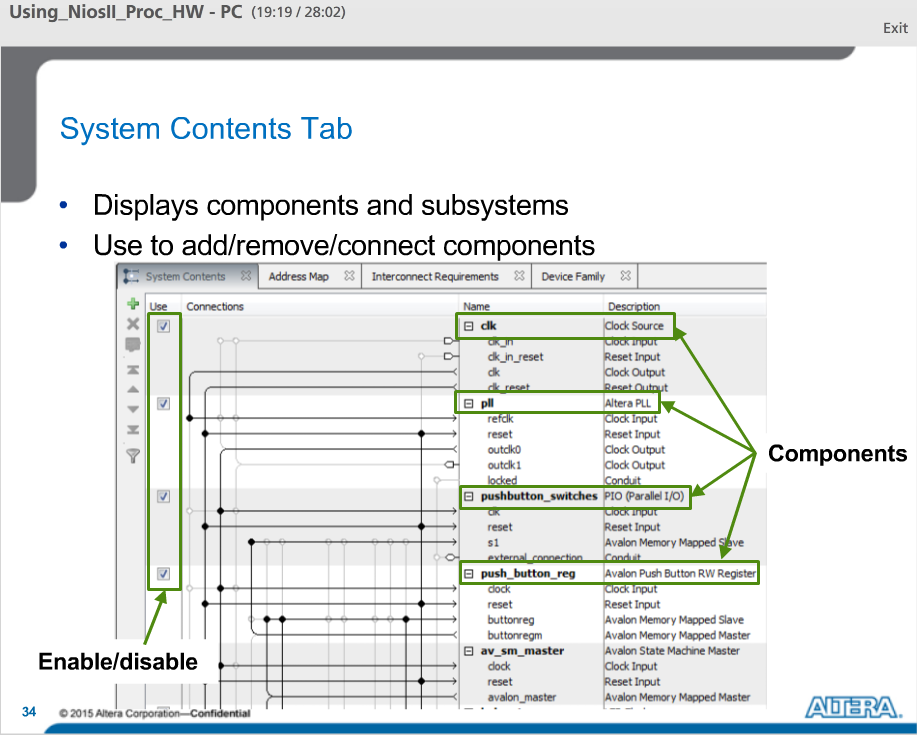 Using_NiosII_Proc_HW - PC (19:19 / 28:02)
Exit
System Contents Tab
• Displays components and subsystems
• Use to add/remove/connect components
System Contents Address Map Interconnect Requirements Device Family
Use Connections Name Description
clk Clock Source
clk_in Clock Input
clk_in_reset Reset Input
clk Clock Output
clk_reset Reset Output
pll Altera PLL
refclk Clock Input
reset Reset Input
outclk0 Clock Output
outclk1 Clock Output
locked Conduit
Components
pushbutton_switches PIO (Parallel I/O)
clk Clock Input
reset Reset Input
s1 Avalon Memory Mapped Slave
external_connection Conduit
push_button_reg Avalon Push Button RW Register
clock Clock Input
reset Reset Input
buttonreg Avalon Memory Mapped Slave
buttonregm Avalon Memory Mapped Master
av_sm_master Avalon State Machine Master
Enable/disable
clock Clock Input
reset Reset Input
avalon_master Avalon Memory Mapped Master
34 © 2015 Altera Corporation—Confidential
ALTERA.